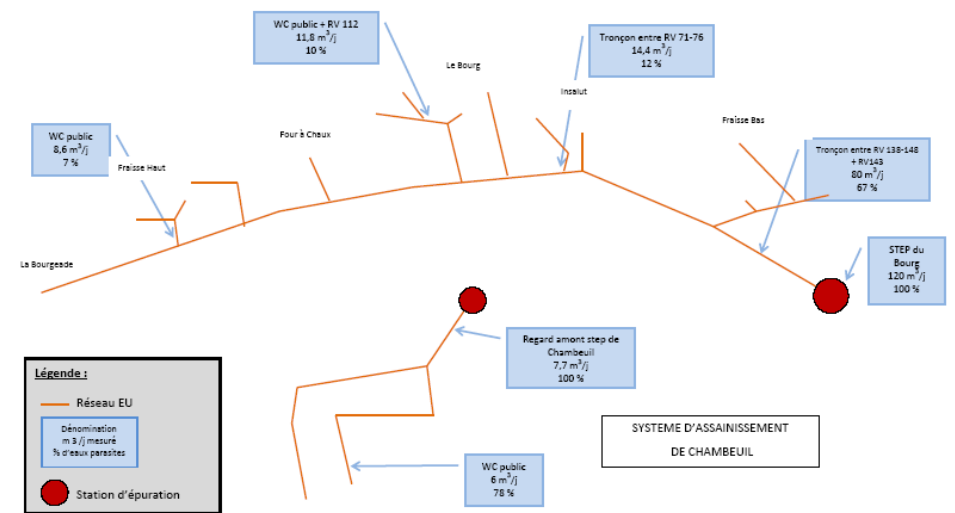 WC public + RV 112
11,8 m³/j
10 %
Tronçon entre RV 71-76
14,4 m³/j
12 %
Le Bourg
Insalut
WC public
8,6 m³/j
7 %
Four à Chaux
Fraisse Haut
Fraisse Bas
Tronçon entre RV 138-148
+ RV143
80 m³/j
67 %
La Bourgeade
STEP du
Bourg
120 m³/j
100 %
Regard amont step de
Chambeuil
7,7 m³/j
100 %
Légende :
Réseau EU
Dénomination
m 3 /j mesuré
% d'eaux parasites
Station d'épuration
WC public
6 m³/j
78 %
SYSTEME D'ASSAINISSEMENT
DE CHAMBEUIL